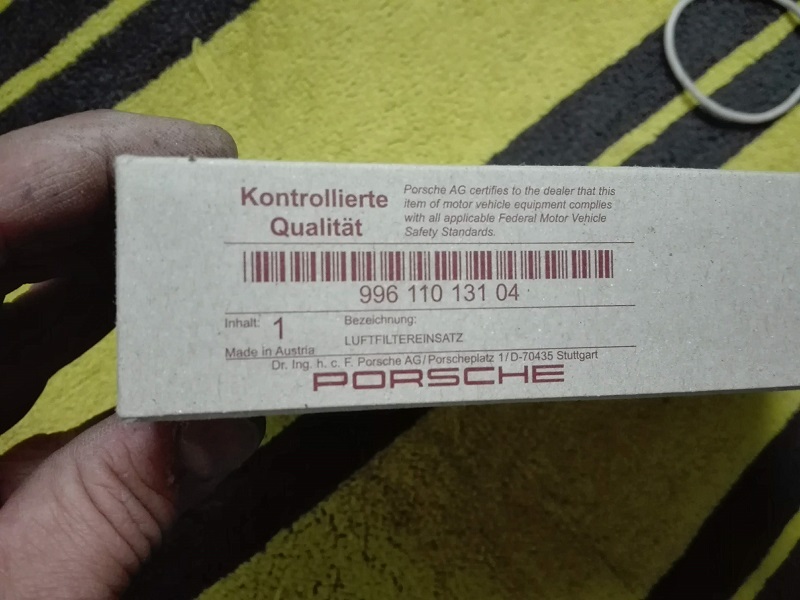 Kontrollierte
Qualität
Porsche AG certifies to the dealer that this
item of motor vehicle equipment complies
with all applicable Federal Motor Vehicle
Safety Standards.
996 110 131 04
Inhalt: 1
Bezeichnung:
LUFTFILTEREINSATZ
Made in Austria
Dr. Ing. h. c. F. Porsche AG/Porscheplatz 1/D-70435 Stuttgart
PORSCHE